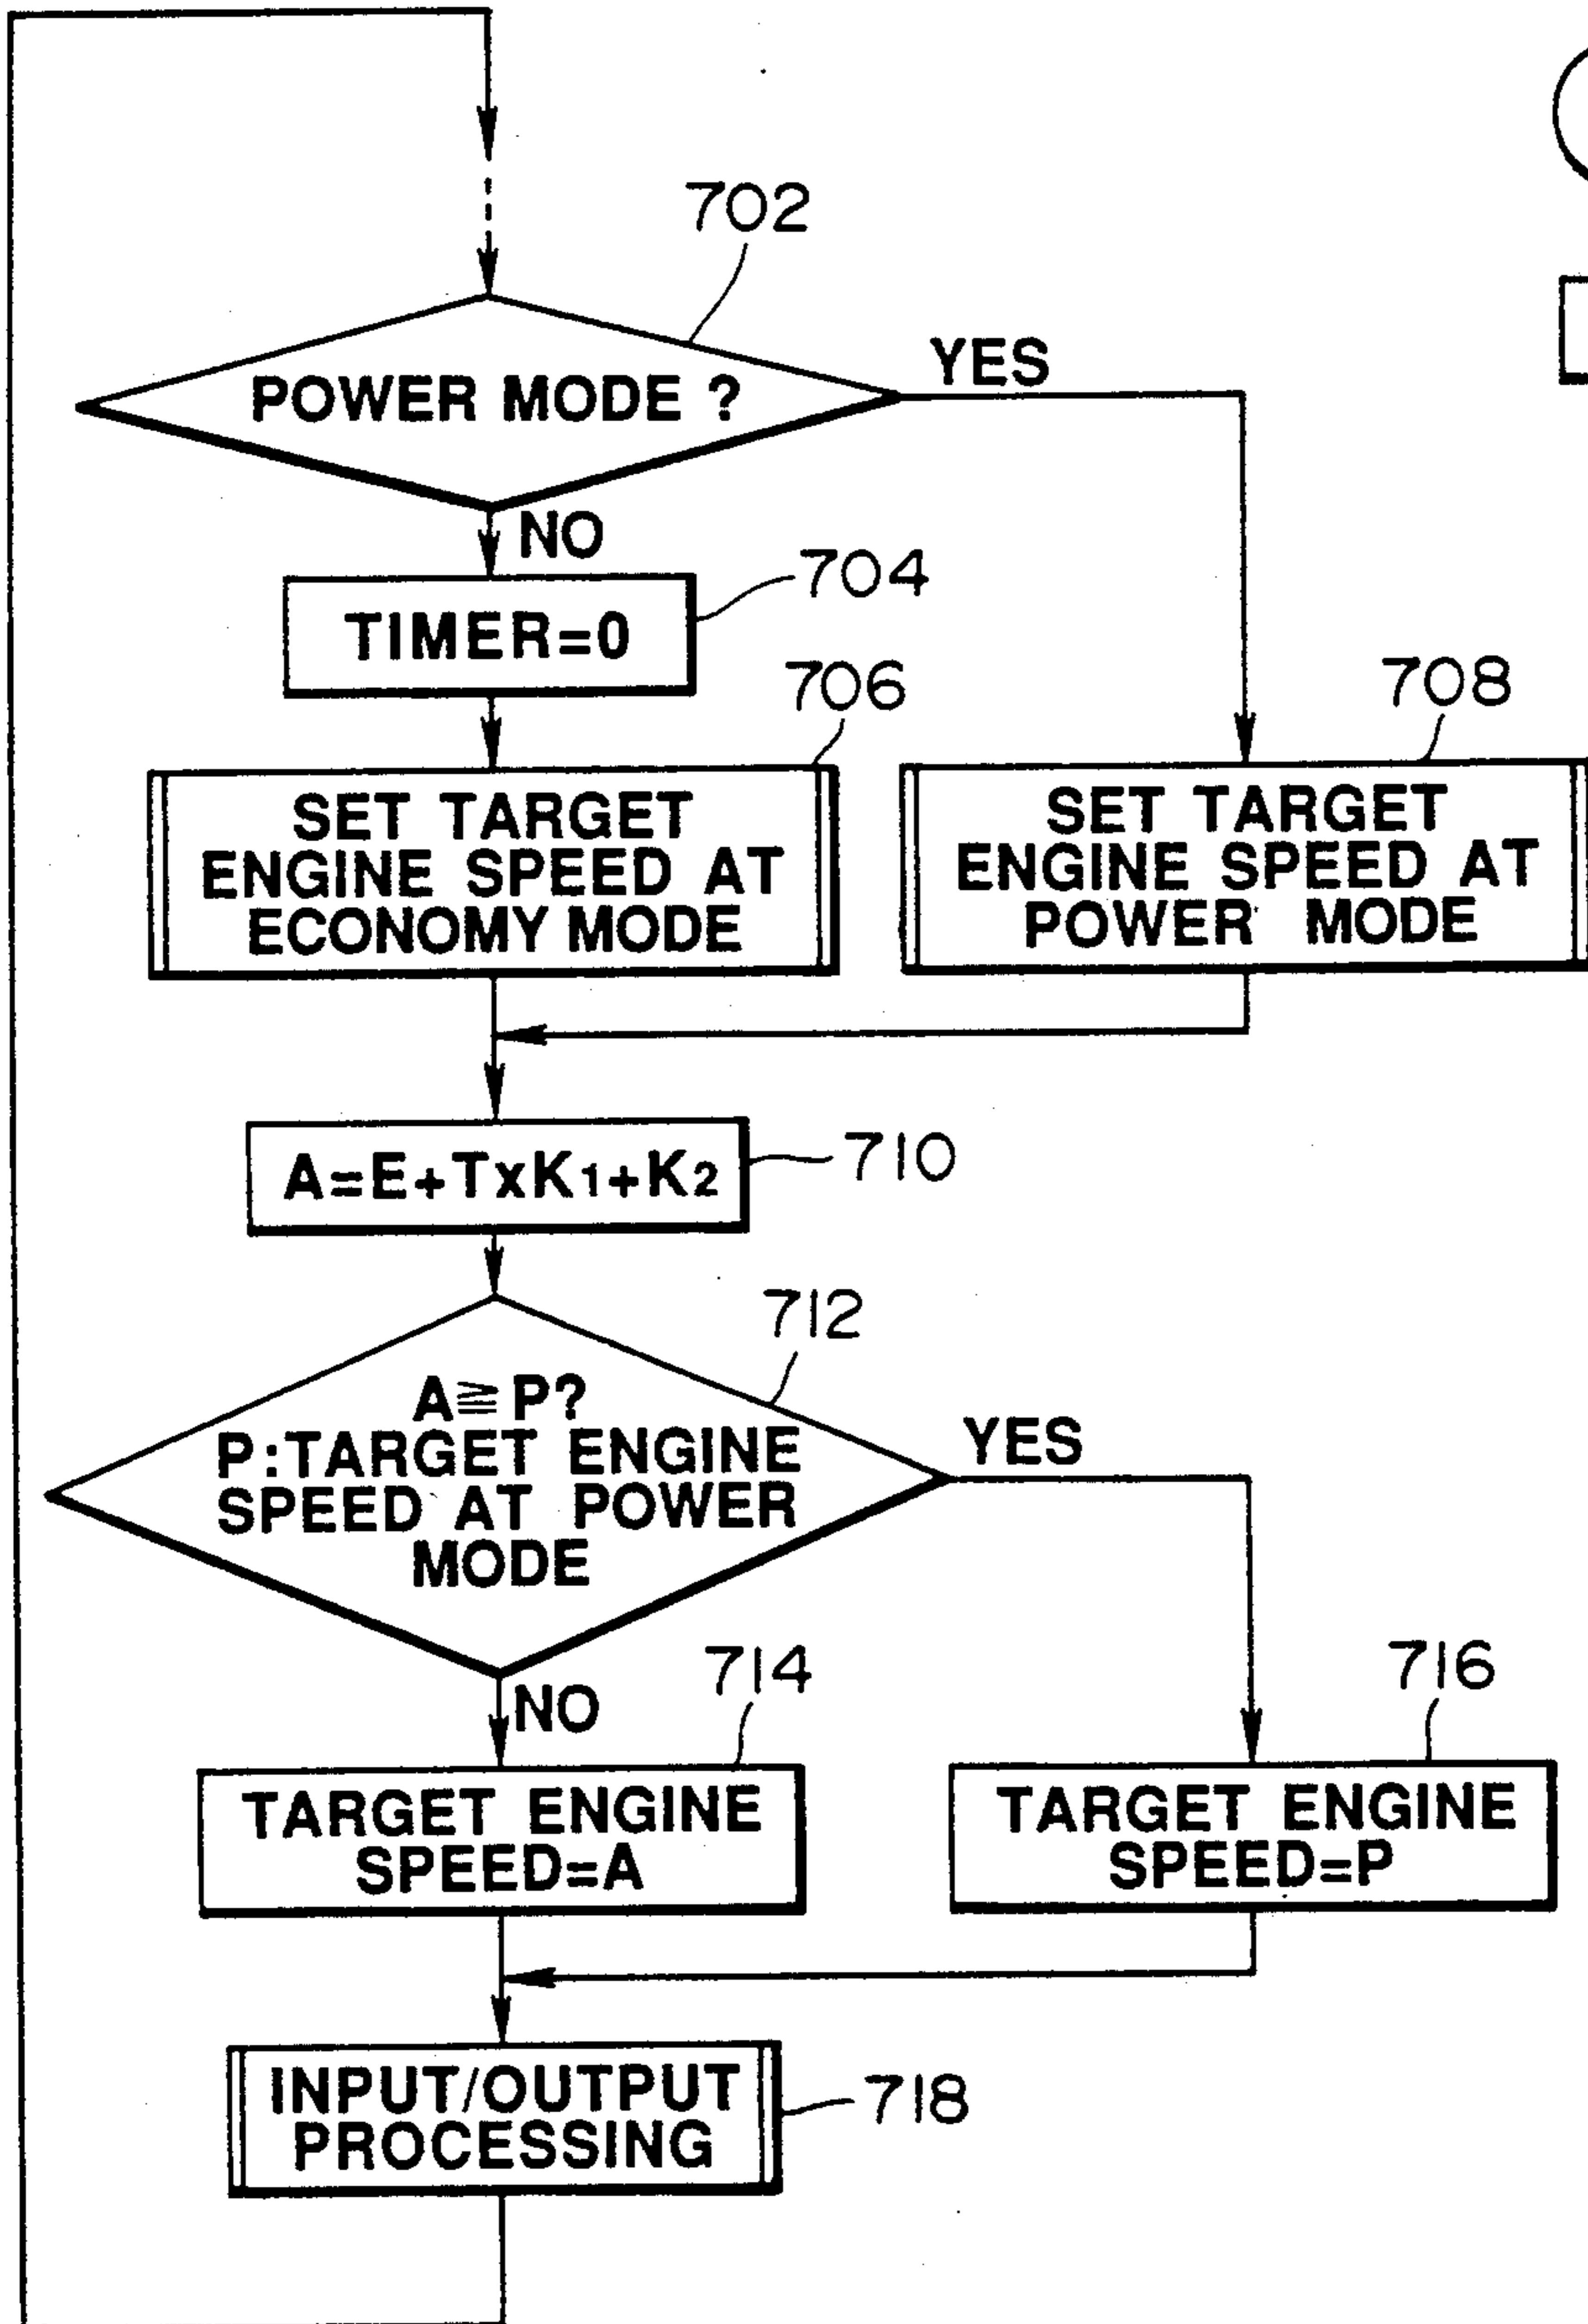 702
POWER MODE ?
YES
NO
704
TIMER=0
706
SET TARGET
ENGINE SPEED AT
ECONOMY MODE
708
SET TARGET
ENGINE SPEED AT
POWER MODE
A=E+TxK1+K2
710
712
A≧P?
P:TARGET ENGINE
SPEED AT POWER
MODE
YES
NO
714
TARGET ENGINE
SPEED=A
716
TARGET ENGINE
SPEED=P
INPUT/OUTPUT
PROCESSING
718